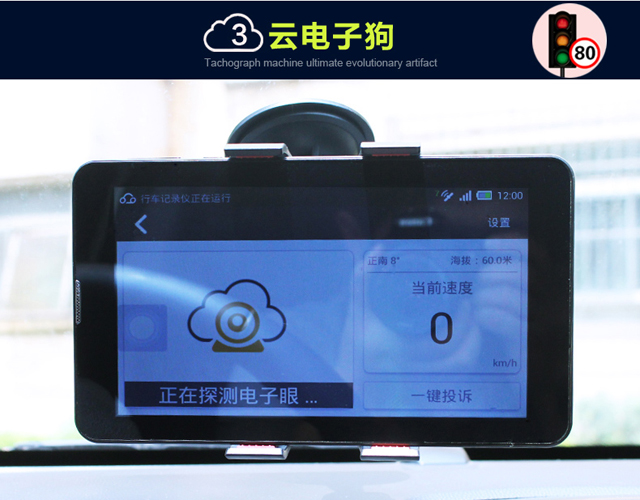 3 云电子狗
Tachograph machine ultimate evolutionary artifact
80
行车记录仪正在运行
12:00
设置
正南 8°
海拔：60.0米
当前速度
0
km/h
正在探测电子眼 ...
一键投诉